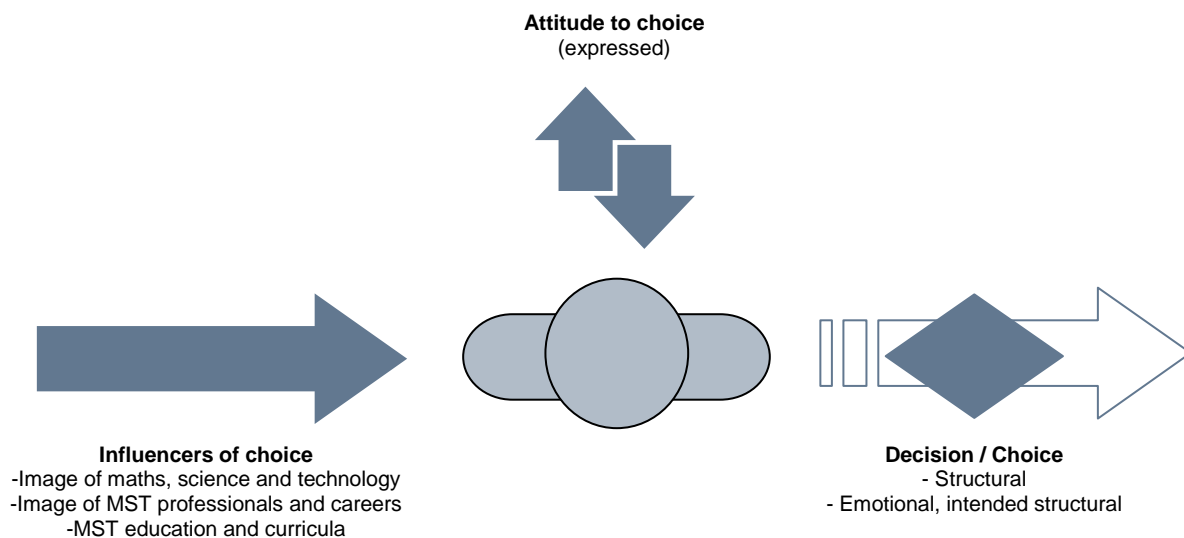 Attitude to choice
(expressed)
Influencers of choice
-Image of maths, science and technology
-Image of MST professionals and careers
-MST education and curricula
Decision / Choice
- Structural
- Emotional, intended structural